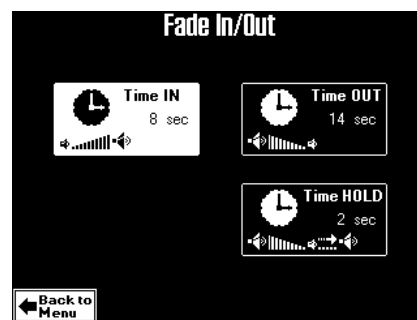 Fade In/Out
Time IN
8 sec
Time OUT
14 sec
Time HOLD
2 sec
Back to
Menu